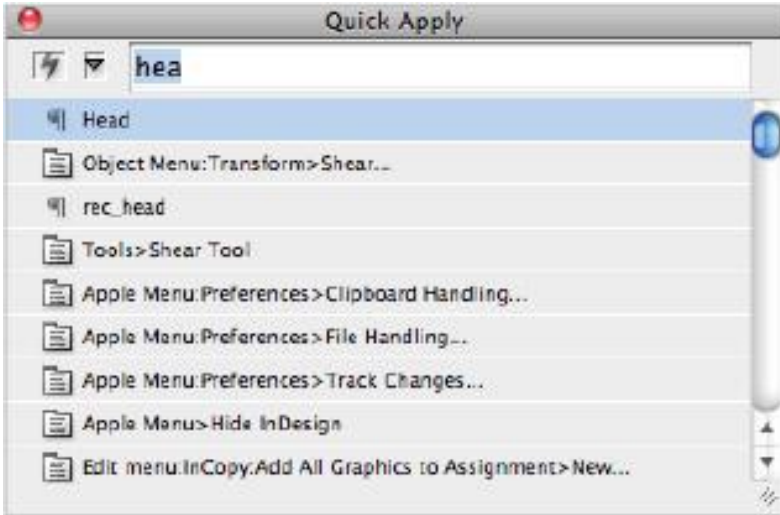 Quick Apply
hea
Head
Object Menu:Transform>Shear...
rec_head
Tools>Shear Tool
Apple Menu:Preferences>Clipboard Handling...
Apple Menu:Preferences>File Handling...
Apple Menu:Preferences>Track Changes...
Apple Menu>Hide InDesign
Edit menu:InCopy:Add All Graphics to Assignment>New...